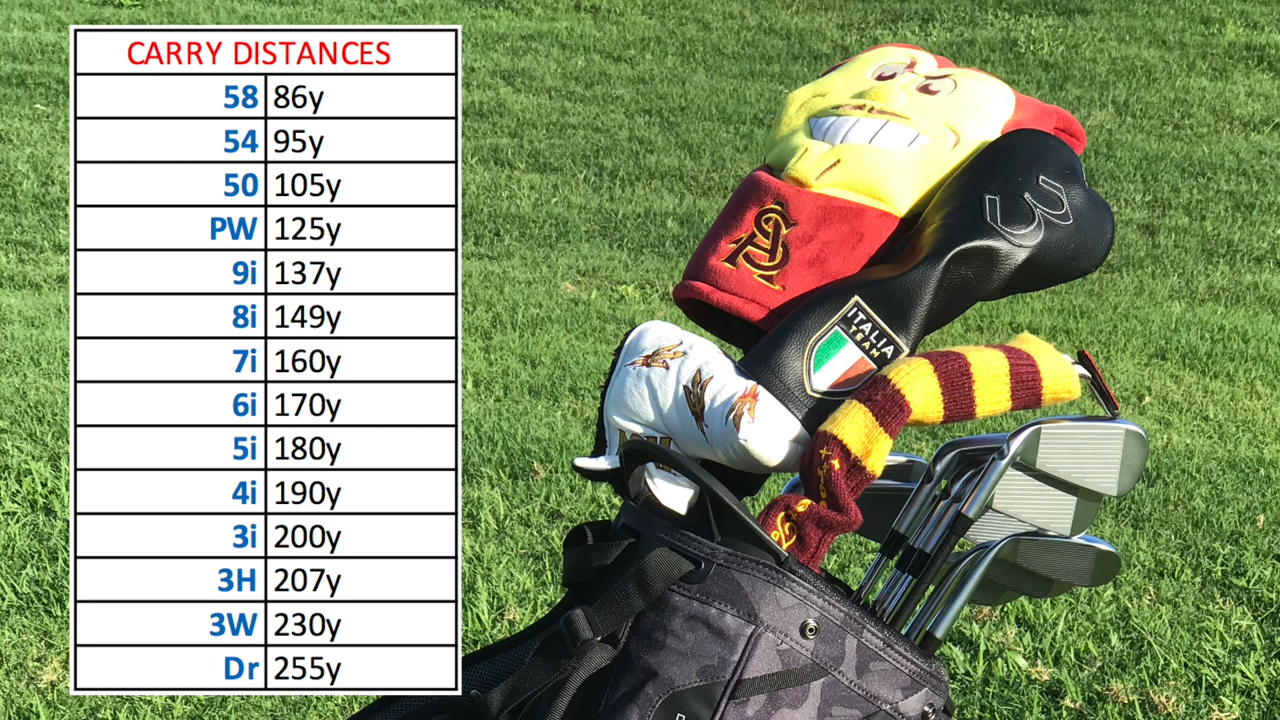 CARRY DISTANCES
58 86y
54 95y
50 105y
PW 125y
9i 137y
8i 149y
7i 160y
6i 170y
5i 180y
4i 190y
3i 200y
3H 207y
3W 230y
Dr 255y
3
ITALIA
TEAM